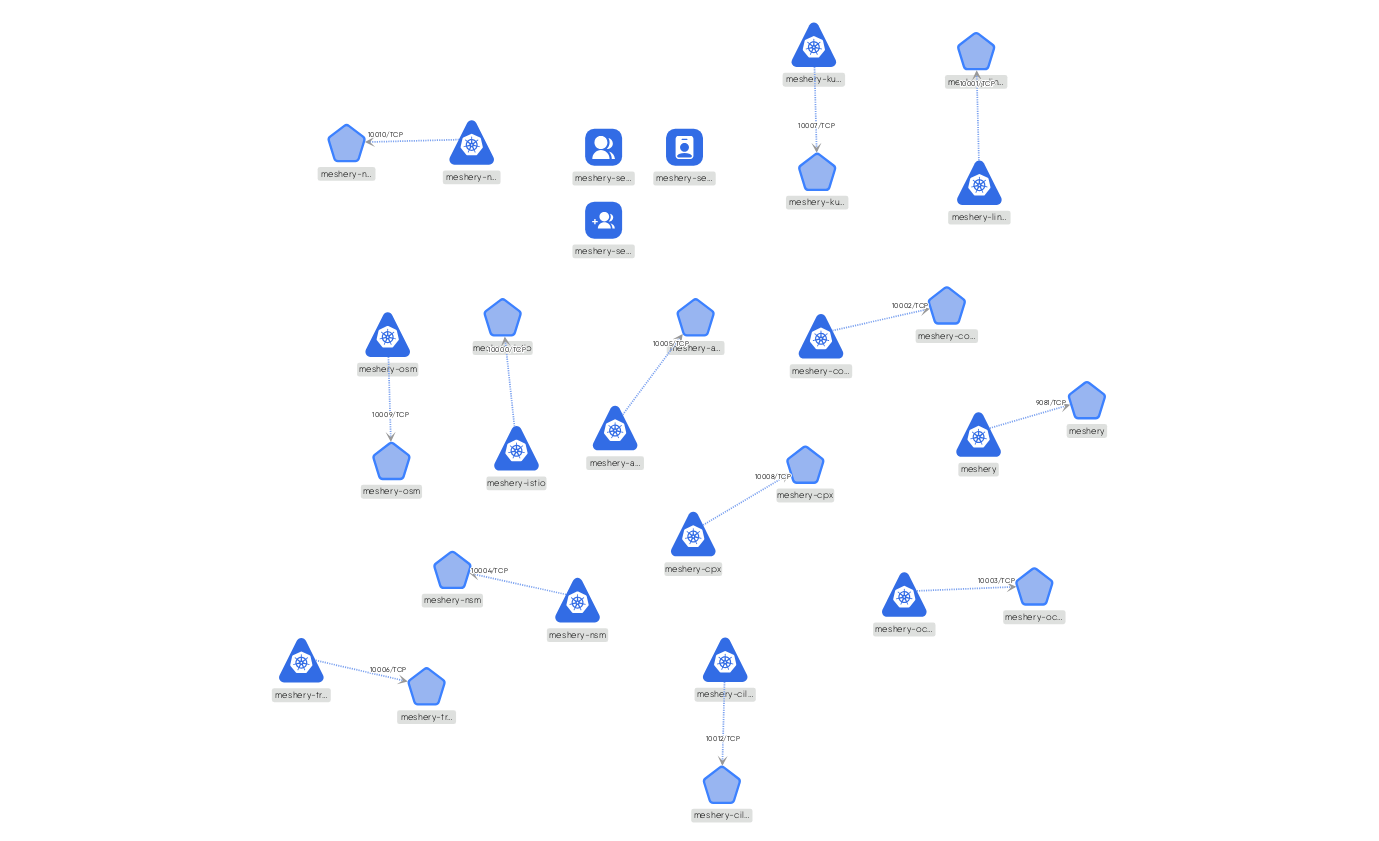 meshery-ku...
10007/TCP
meshery-ku...
10001/TCP
meshery-lin...
10010/TCP
meshery-n...
meshery-n...
meshery-se...
meshery-se...
meshery-se...
meshery-osm
10009/TCP
meshery-osm
10000/TCP
meshery-istio
10005/TCP
meshery-a...
meshery-a...
10002/TCP
meshery-co...
meshery-co...
9081/TCP
meshery
meshery
10008/TCP
meshery-cpx
meshery-cpx
10004/TCP
meshery-nsm
meshery-nsm
10003/TCP
meshery-oc...
meshery-oc...
10006/TCP
meshery-tr...
meshery-tr...
meshery-cil...
10012/TCP
meshery-cil...